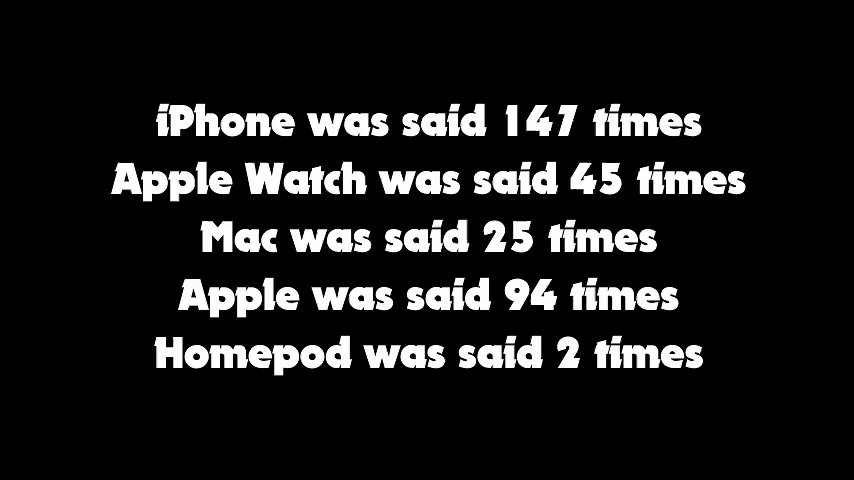 iPhone was said 147 times
Apple Watch was said 45 times
Mac was said 25 times
Apple was said 94 times
Homepod was said 2 times